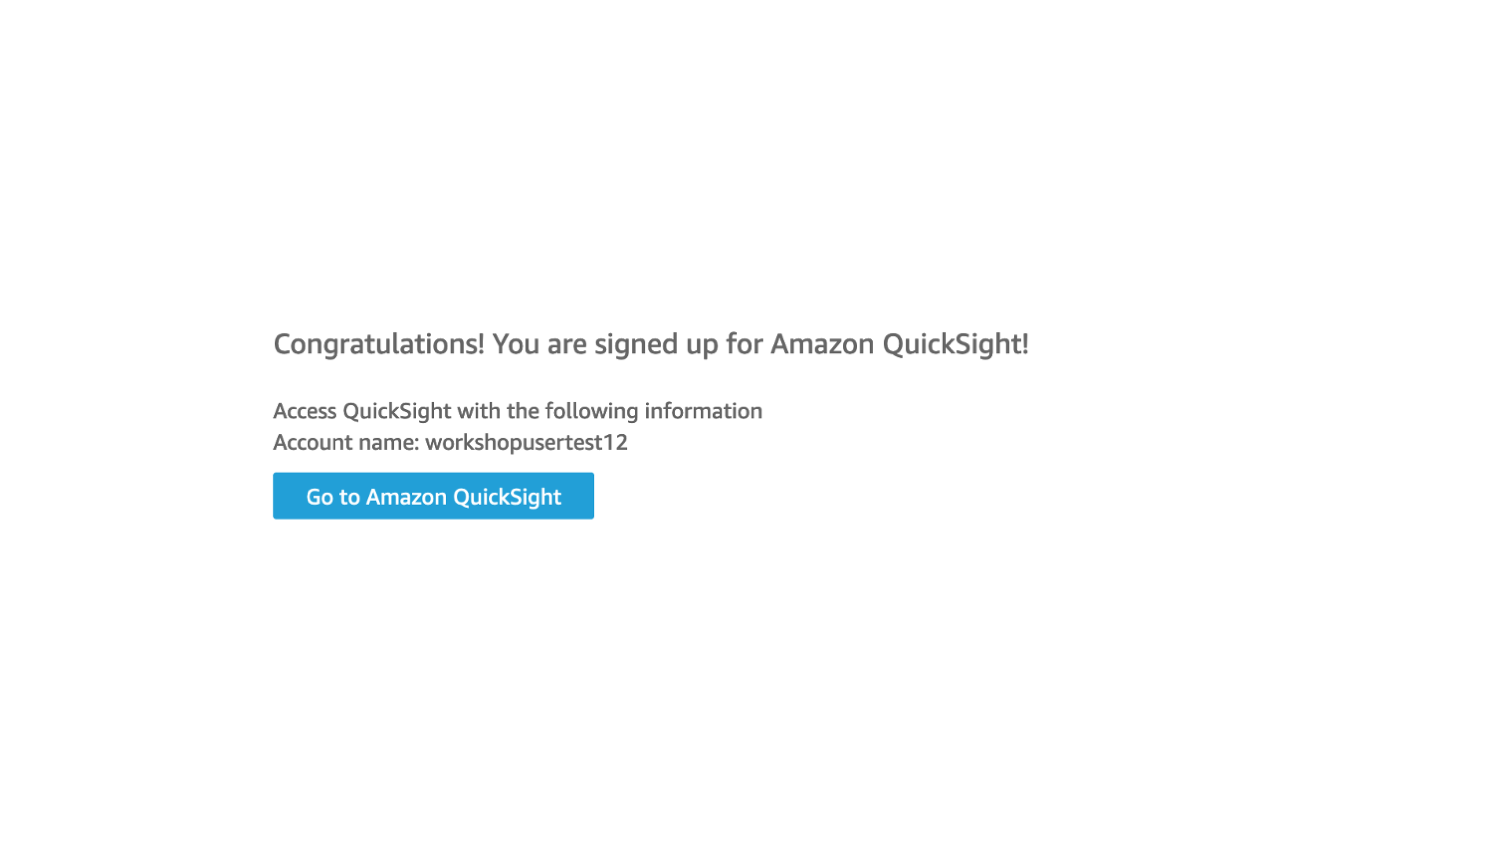 Congratulations! You are signed up for Amazon QuickSight!
Access QuickSight with the following information
Account name: workshopusertest12
Go to Amazon QuickSight